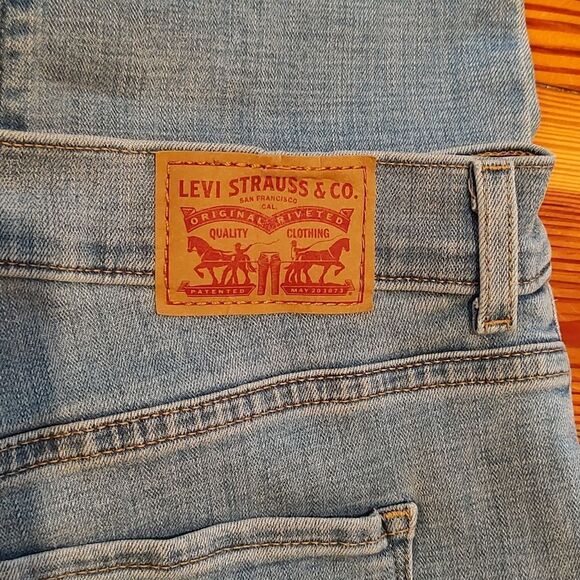 LEVI STRAUSS & CO.
SAN FRANCISCO
CAL.
ORIGINAL RIVETED
QUALITY CLOTHING
PATENTED MAY 20 1873